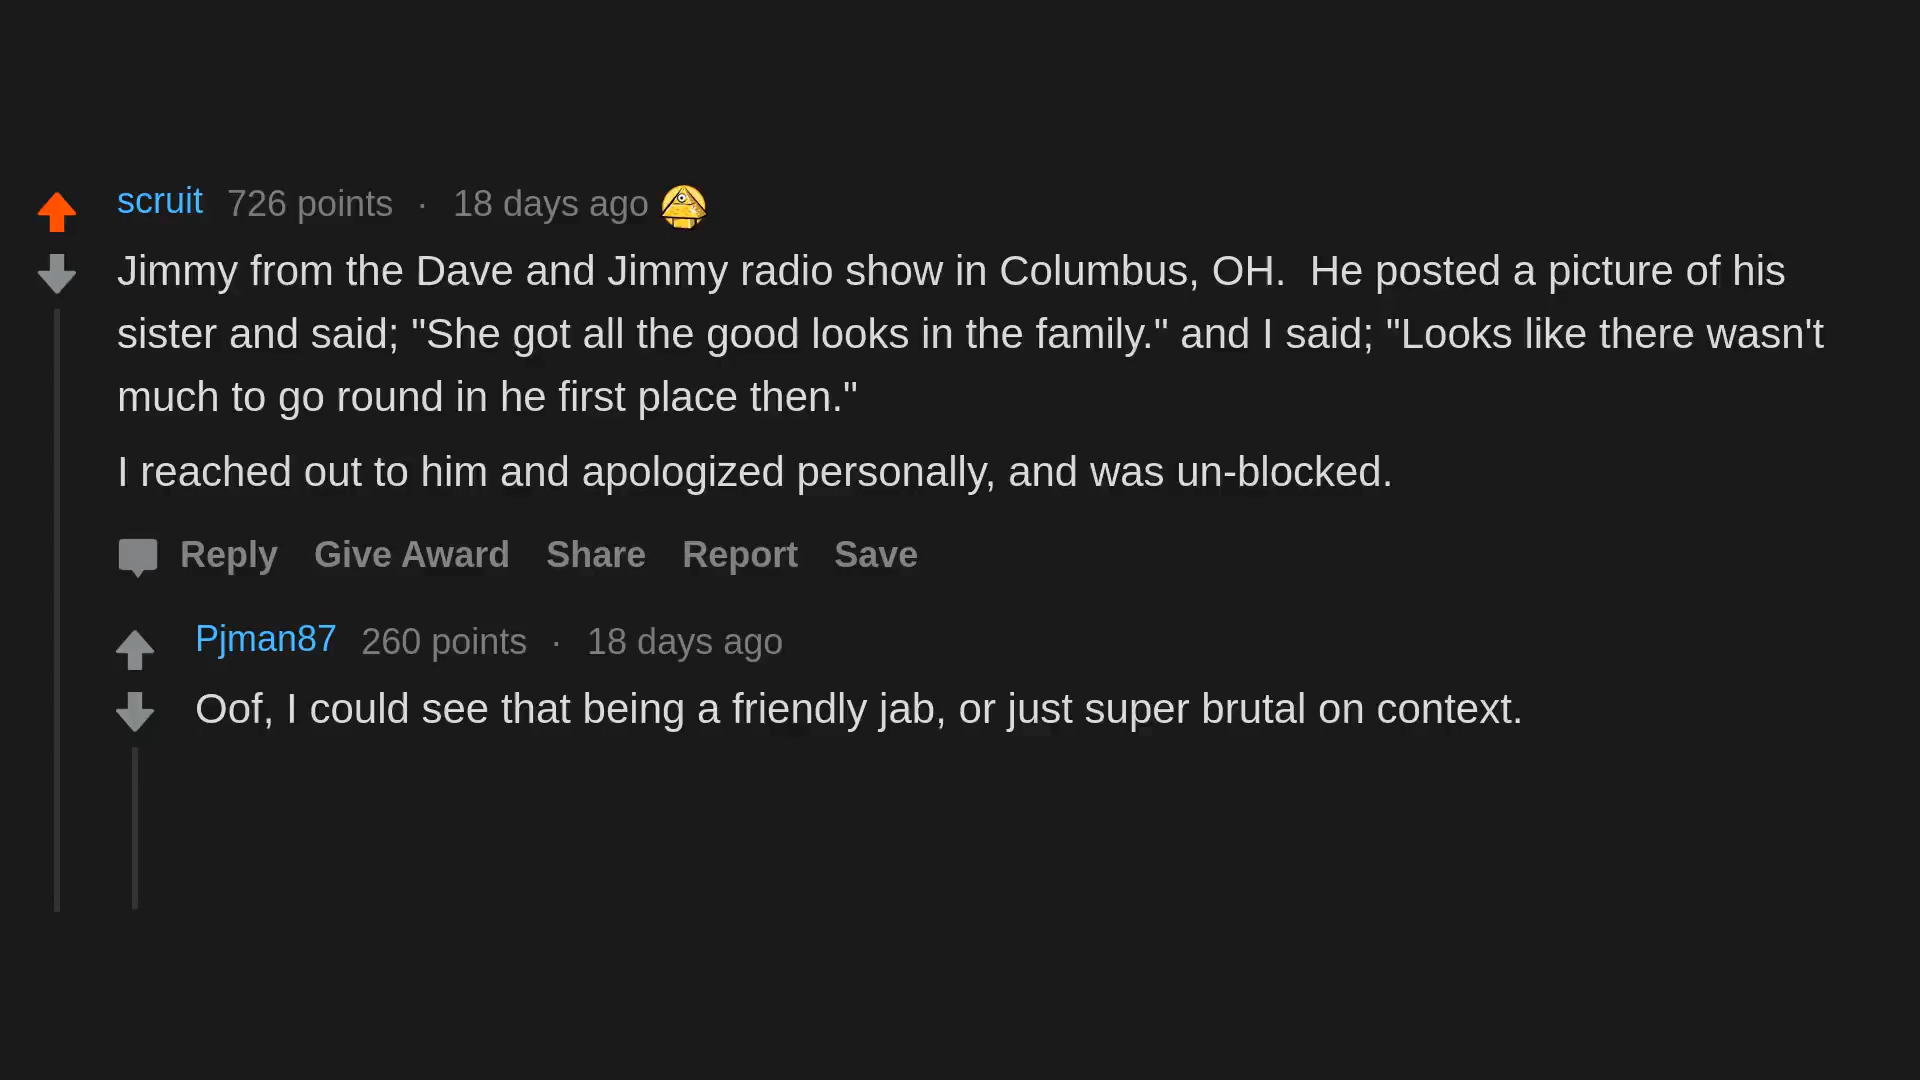 scruit 726 points · 18 days ago
Jimmy from the Dave and Jimmy radio show in Columbus, OH.  He posted a picture of his
sister and said; "She got all the good looks in the family." and I said; "Looks like there wasn't
much to go round in he first place then."
I reached out to him and apologized personally, and was un-blocked.
Reply Give Award Share Report Save
Pjman87 260 points · 18 days ago
Oof, I could see that being a friendly jab, or just super brutal on context.